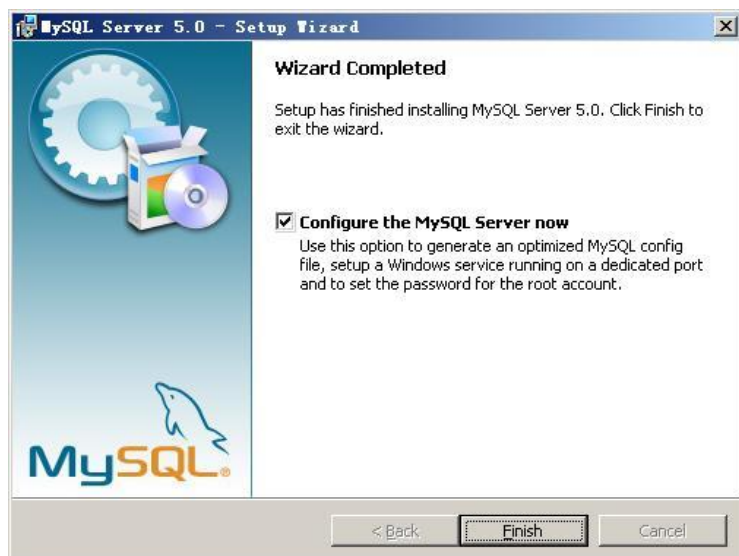 MySQL Server 5.0 - Setup Wizard
Wizard Completed
Setup has finished installing MySQL Server 5.0. Click Finish to
exit the wizard.
Configure the MySQL Server now
Use this option to generate an optimized MySQL config
file, setup a Windows service running on a dedicated port
and to set the password for the root account.
MySQL®
< Back
Finish
Cancel